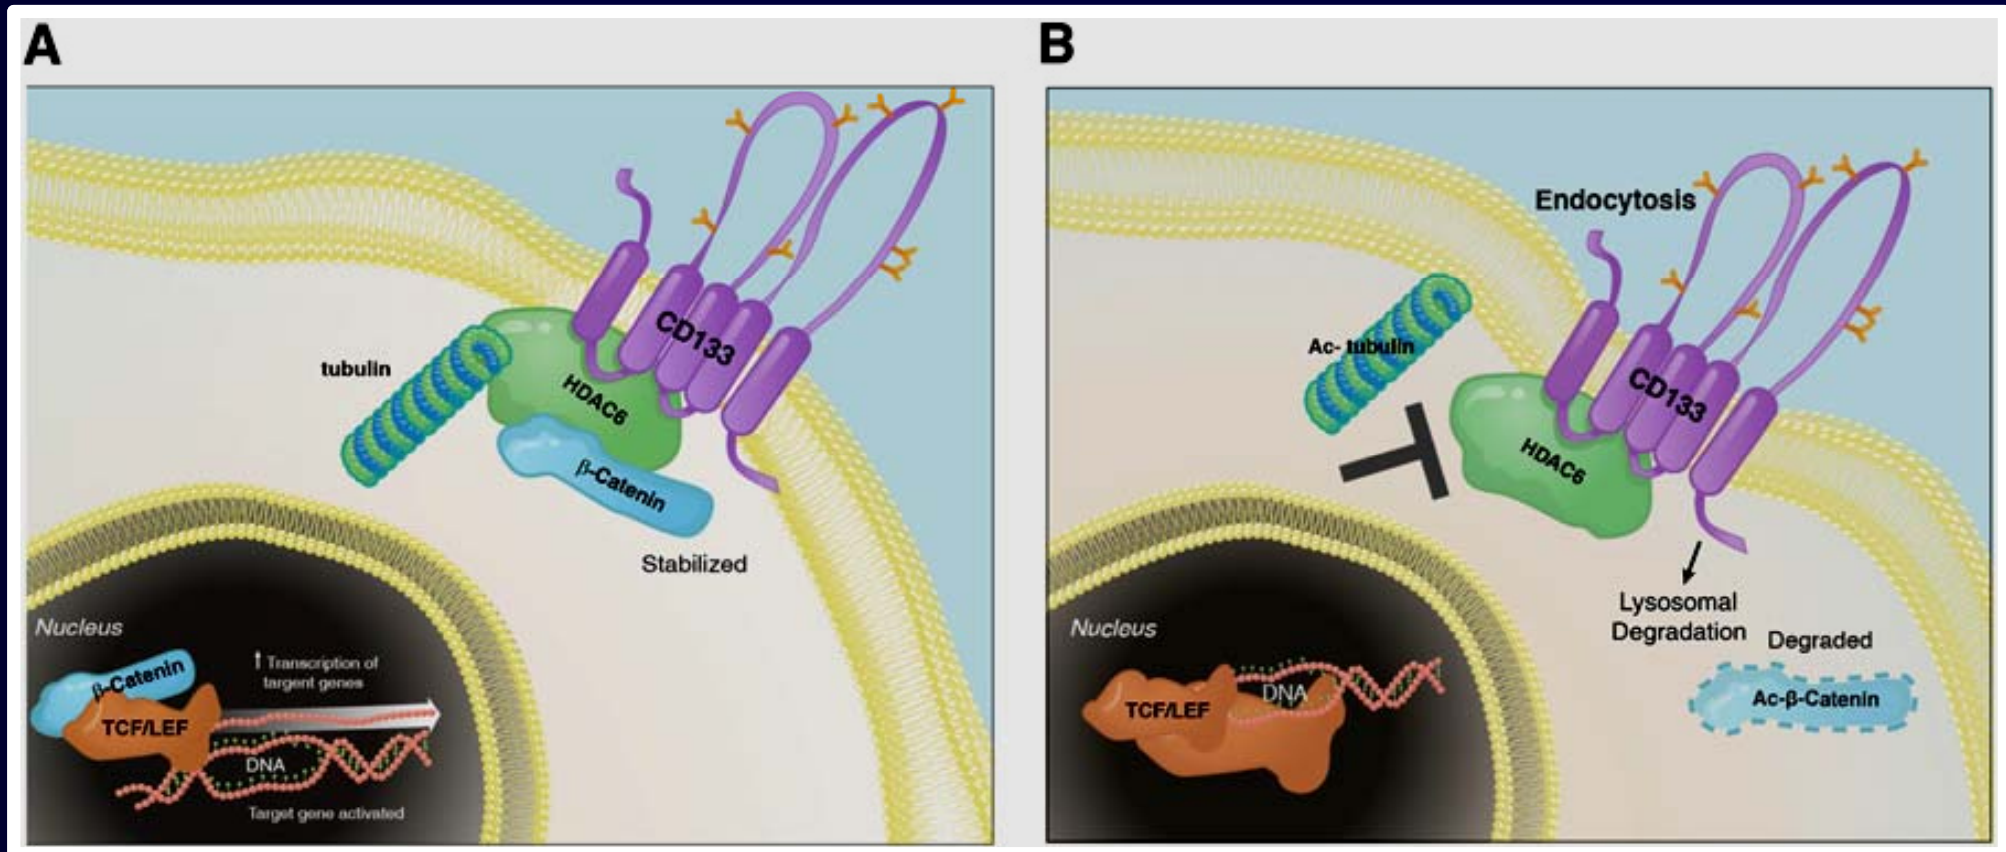 A
tubulin
CD133
HDAC6
β-Catenin
Stabilized
Nucleus
β-Catenin
TCF/LEF
↑ Transcription of
targent genes
DNA
Target gene activated
B
Endocytosis
Ac- tubulin
CD133
HDAC6
Lysosomal
Degradation
Degraded
Ac-β-Catenin
Nucleus
TCF/LEF
DNA